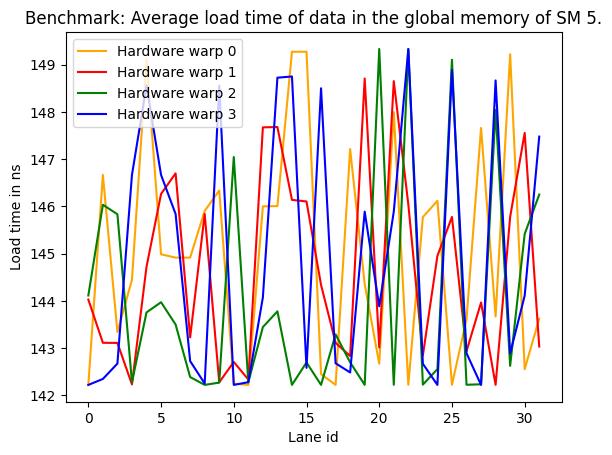 Benchmark: Average load time of data in the global memory of SM 5.
Hardware warp 0
Hardware warp 1
Hardware warp 2
Hardware warp 3
Load time in ns
149
148
147
146
145
144
143
142
0 5 10 15 20 25 30
Lane id